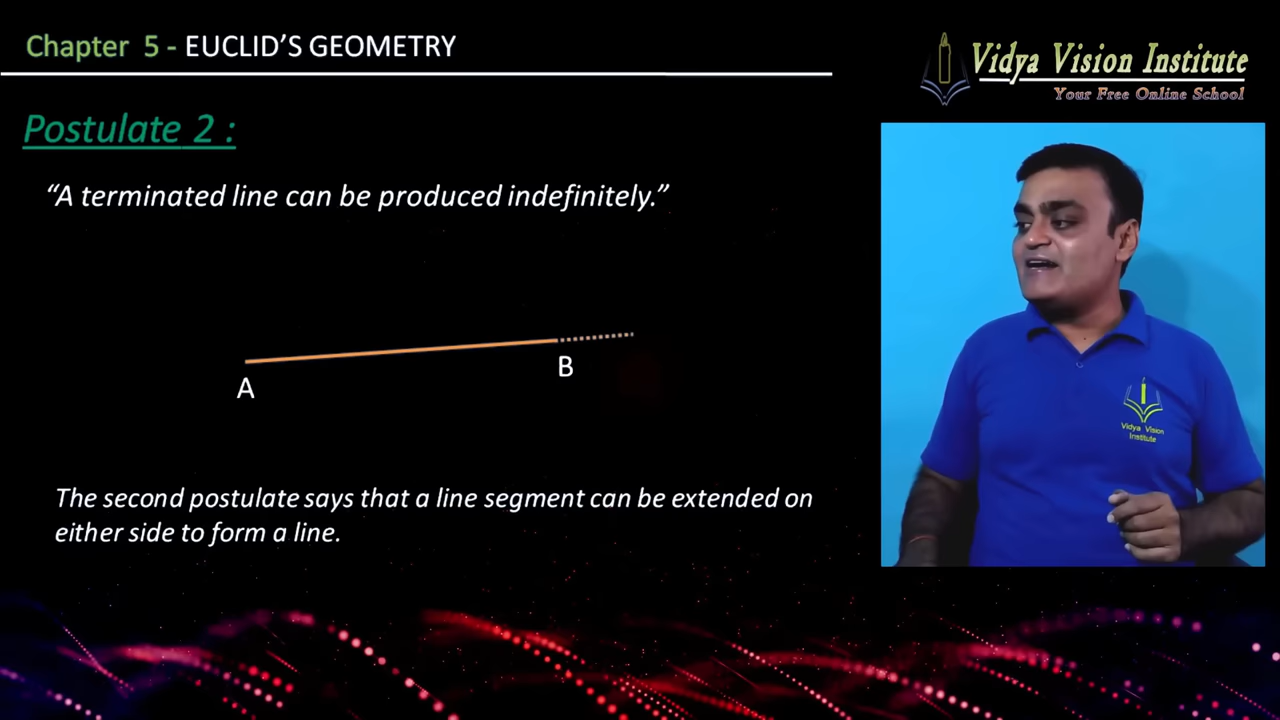 Chapter 5 - EUCLID'S GEOMETRY
Vidya Vision Institute
Your Free Online School
Postulate 2 :
“A terminated line can be produced indefinitely.”
A
B
The second postulate says that a line segment can be extended on
either side to form a line.
Vidya Vision
Institute